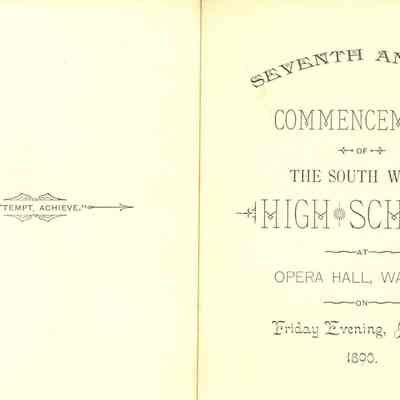 TEMPT, ACHIEVE."
SEVENTH AN
COMMENCEM
OF
THE SOUTH W
HIGH SCH
AT
OPERA HALL, WA
ON
Friday Evening,
1890.